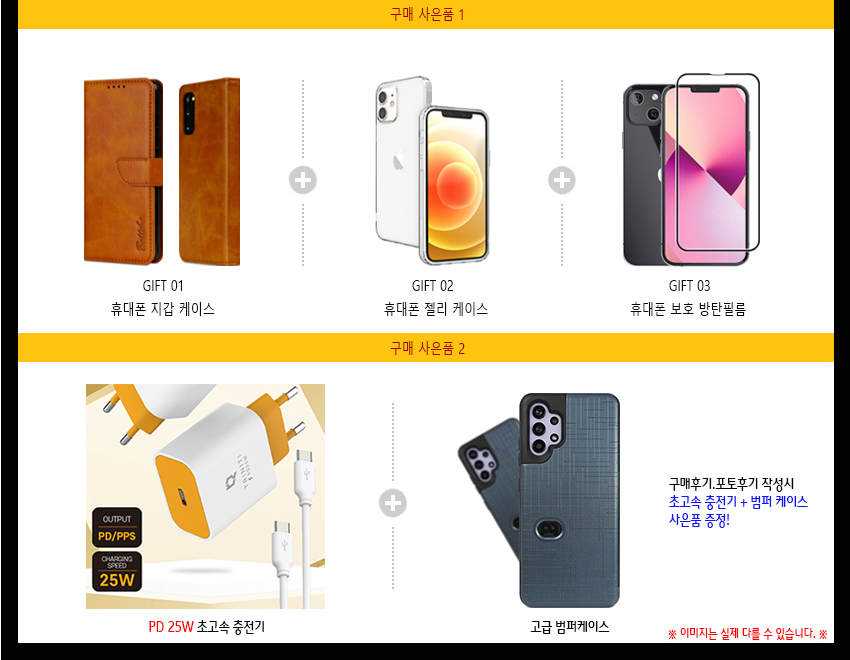 구매 사은품 1
GIFT 01
휴대폰 지갑 케이스
GIFT 02
휴대폰 젤리 케이스
GIFT 03
휴대폰 보호 방탄필름
구매 사은품 2
TRINITY
OUTPUT
PD/PPS
CHARGING
SPEED
25W
PD 25W 초고속 충전기
고급 범퍼케이스
구매후기,포토후기 작성시
초고속 충전기 + 범퍼 케이스
사은품 증정!
※ 이미지는 실제 다를 수 있습니다. ※